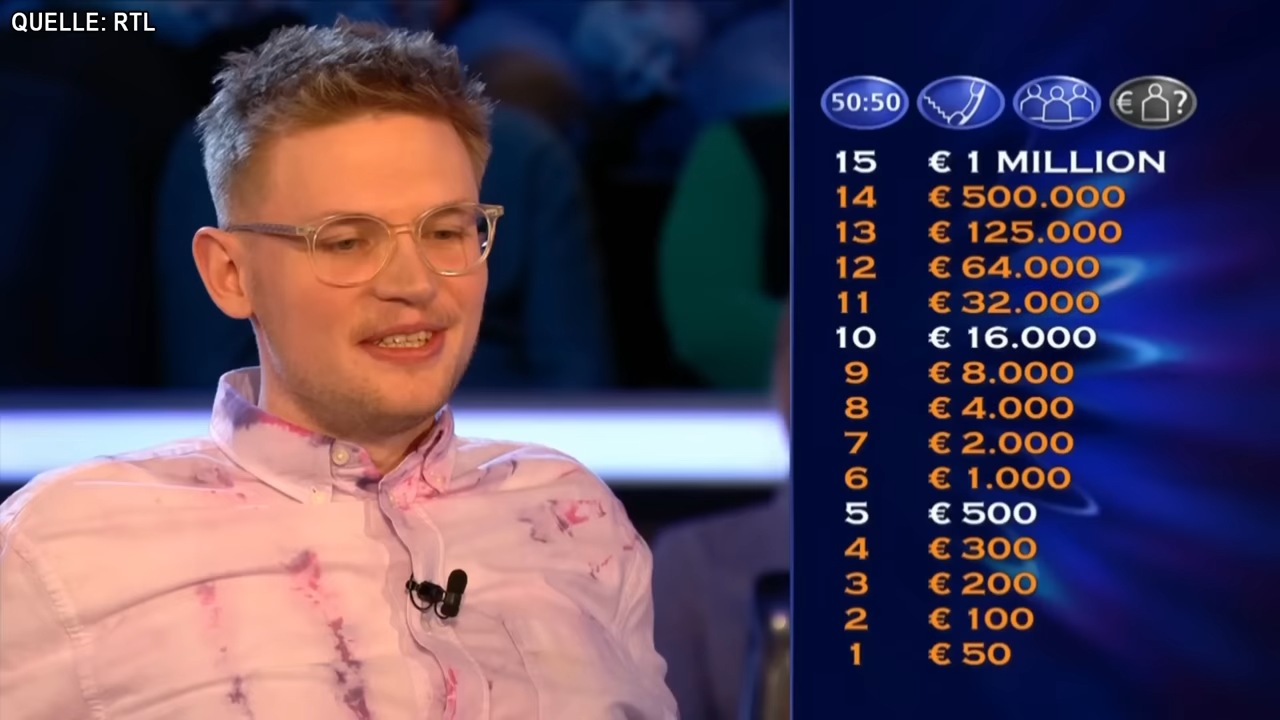 QUELLE: RTL
50:50 € ?
15 € 1 MILLION
14 € 500.000
13 € 125.000
12 € 64.000
11 € 32.000
10 € 16.000
9 € 8.000
8 € 4.000
7 € 2.000
6 € 1.000
5 € 500
4 € 300
3 € 200
2 € 100
1 € 50